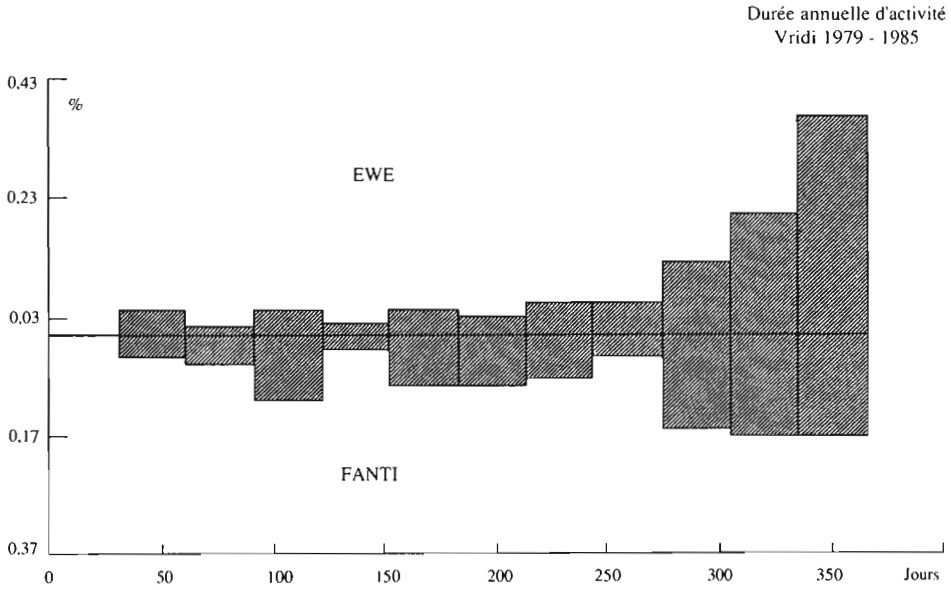 Durée annuelle d'activité
Vridi 1979 - 1985
0.43
%
EWE
0.23
0.03
0.17
FANTI
0.37
0 50 100 150 200 250 300 350 Jours